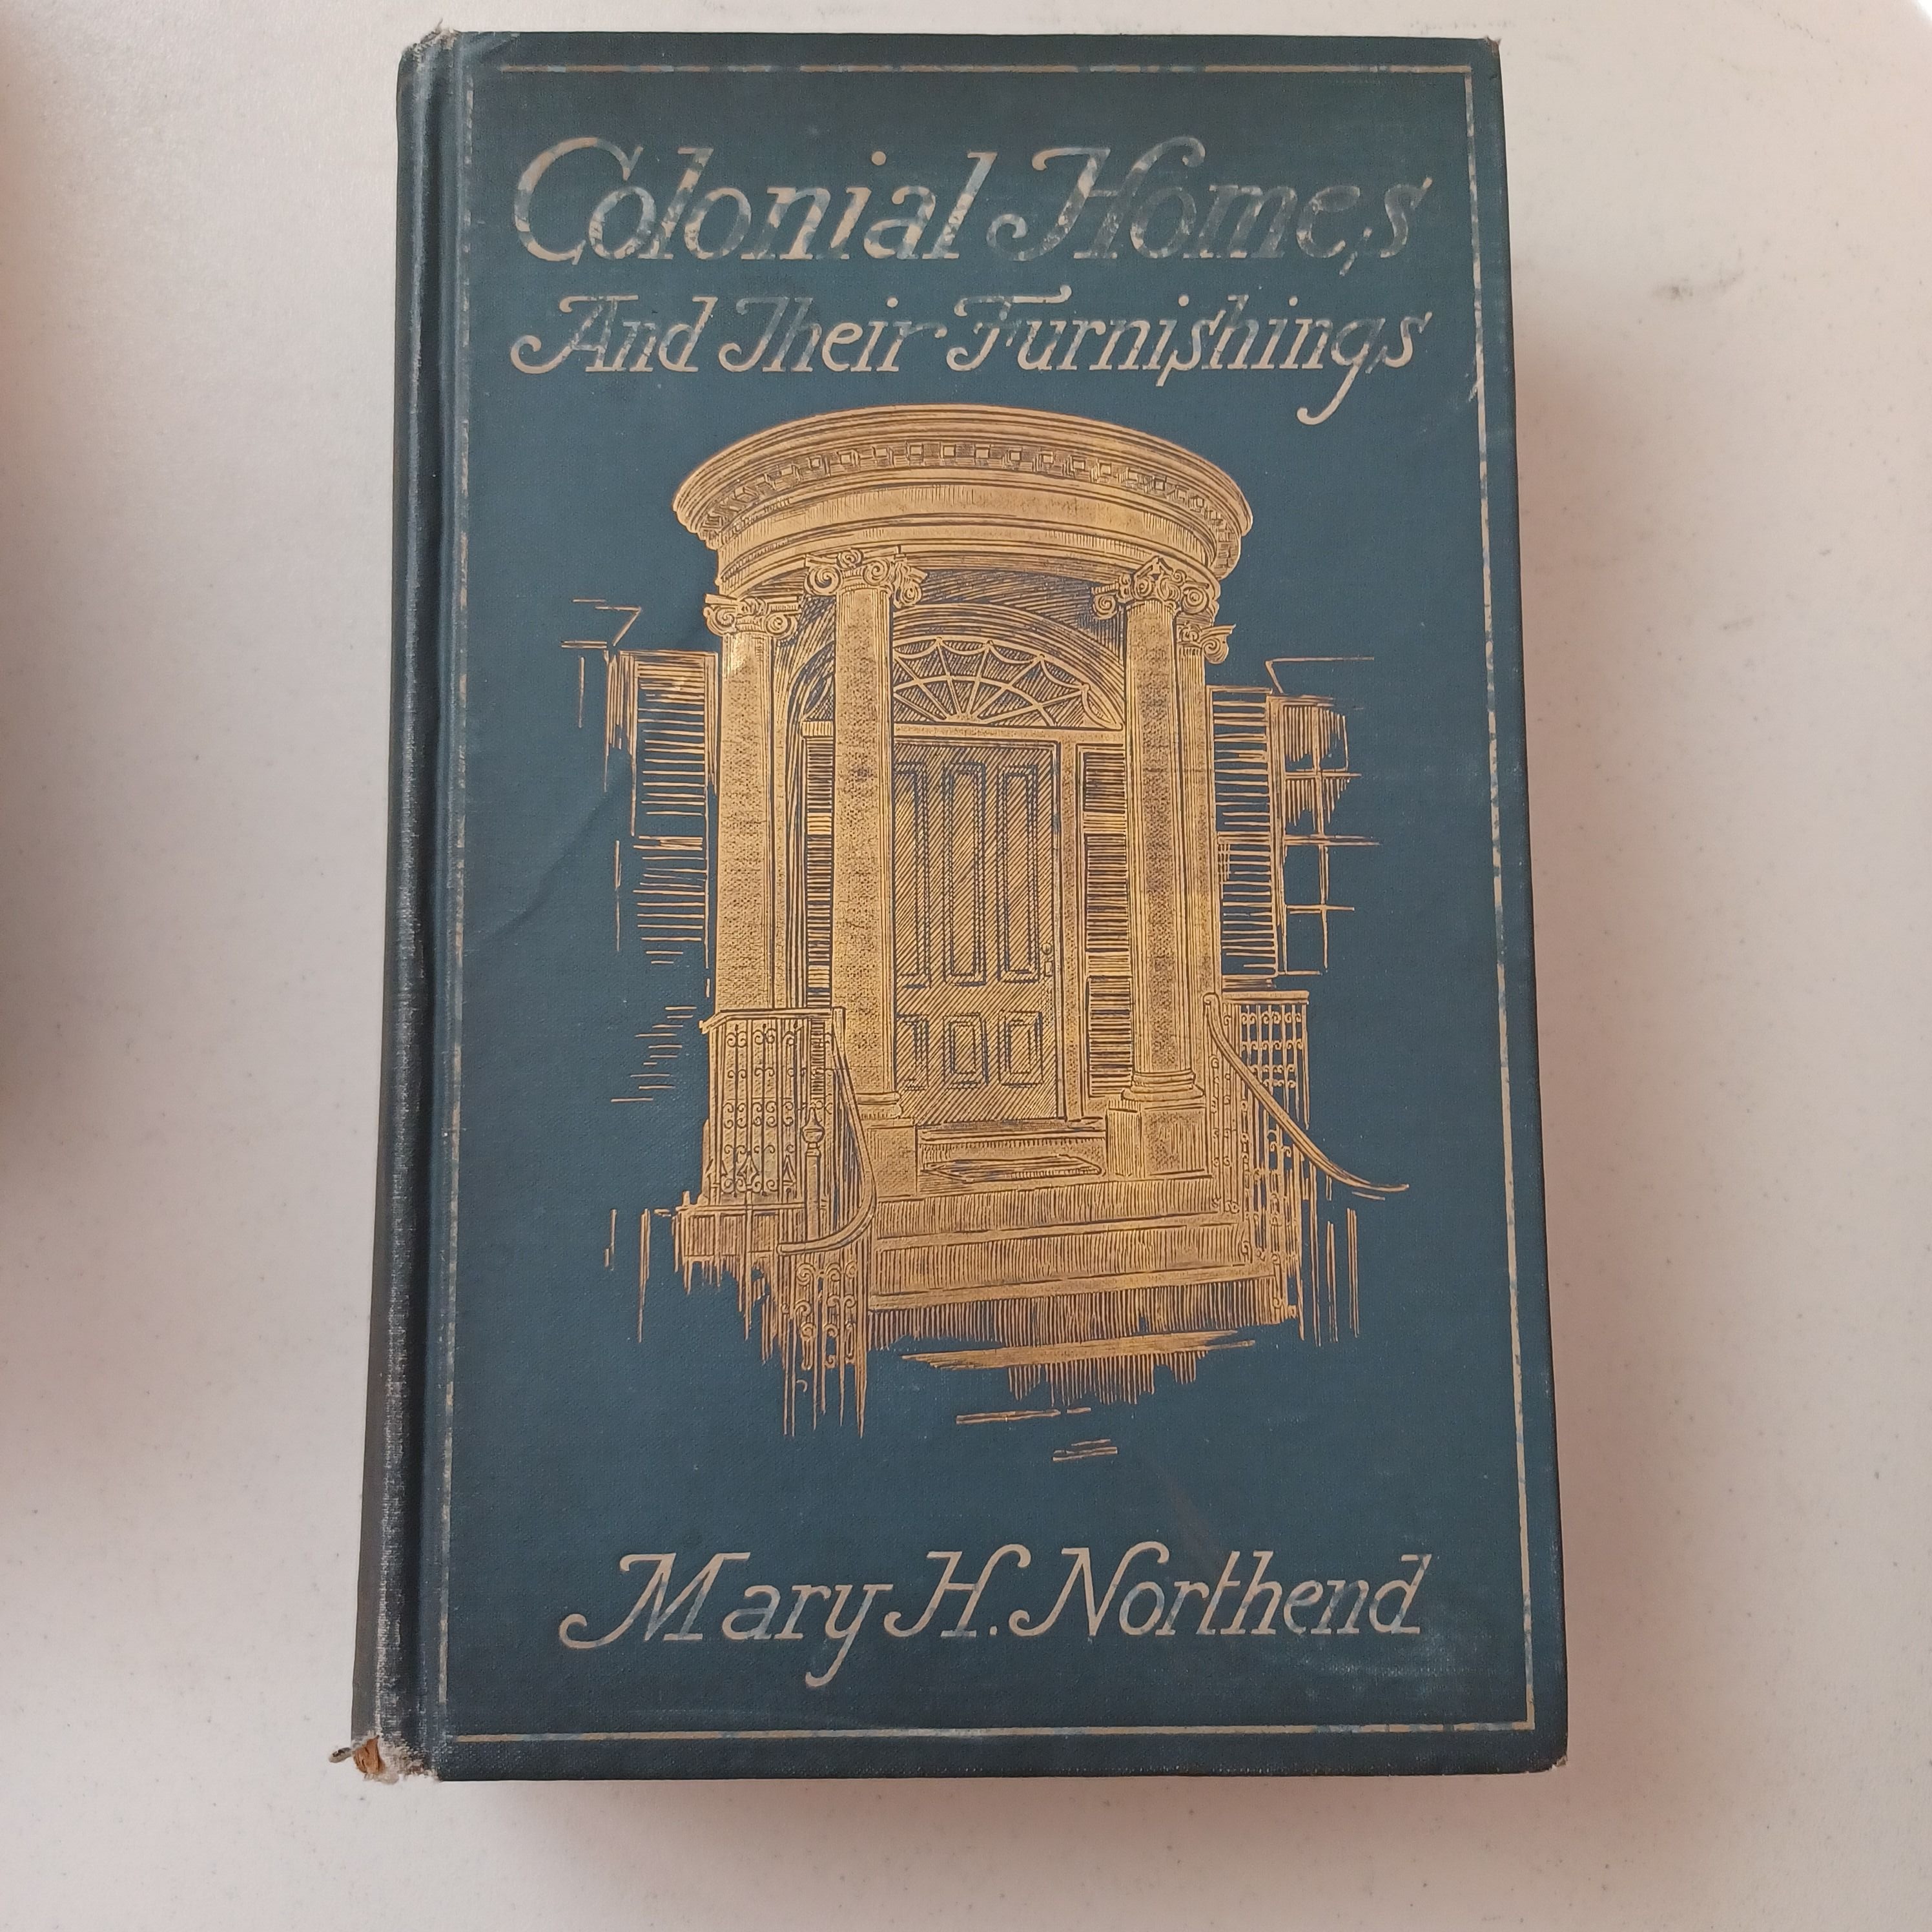 Colonial Homes
And Their Furnishings
Mary H. Northend